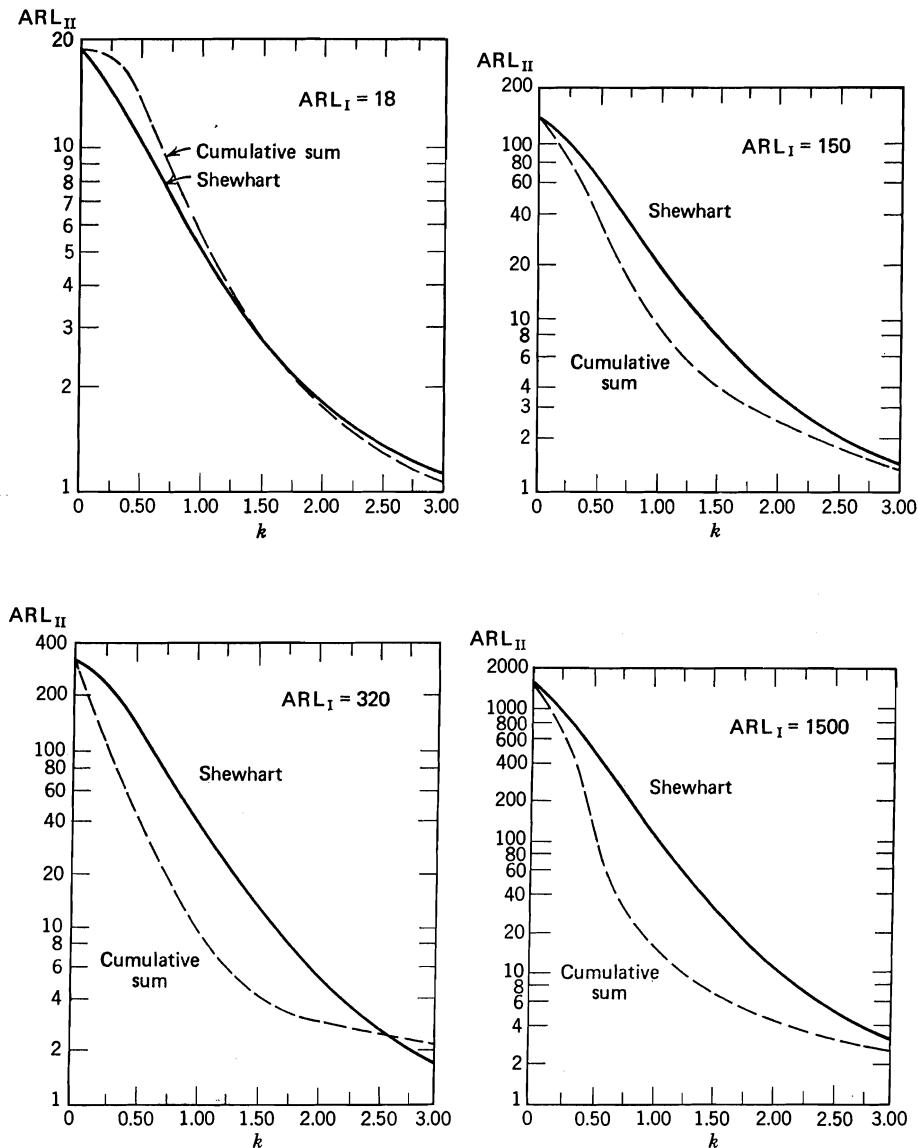 ARL_II
20
10
9
8
7
6
5
4
3
2
1
ARL_I = 18
Cumulative sum
Shewhart
0 0.50 1.00 1.50 2.00 2.50 3.00
k
ARL_II
200
100
80
60
40
20
10
8
6
4
3
2
1
ARL_I = 150
Shewhart
Cumulative
sum
0 0.50 1.00 1.50 2.00 2.50 3.00
k
ARL_II
400
200
100
80
60
40
20
10
8
6
4
2
1
ARL_I = 320
Shewhart
Cumulative
sum
0 0.50 1.00 1.50 2.00 2.50 3.00
k
ARL_II
2000
1000
800
600
400
200
100
80
60
40
20
10
8
6
4
2
1
ARL_I = 1500
Shewhart
Cumulative
sum
0 0.50 1.00 1.50 2.00 2.50 3.00
k